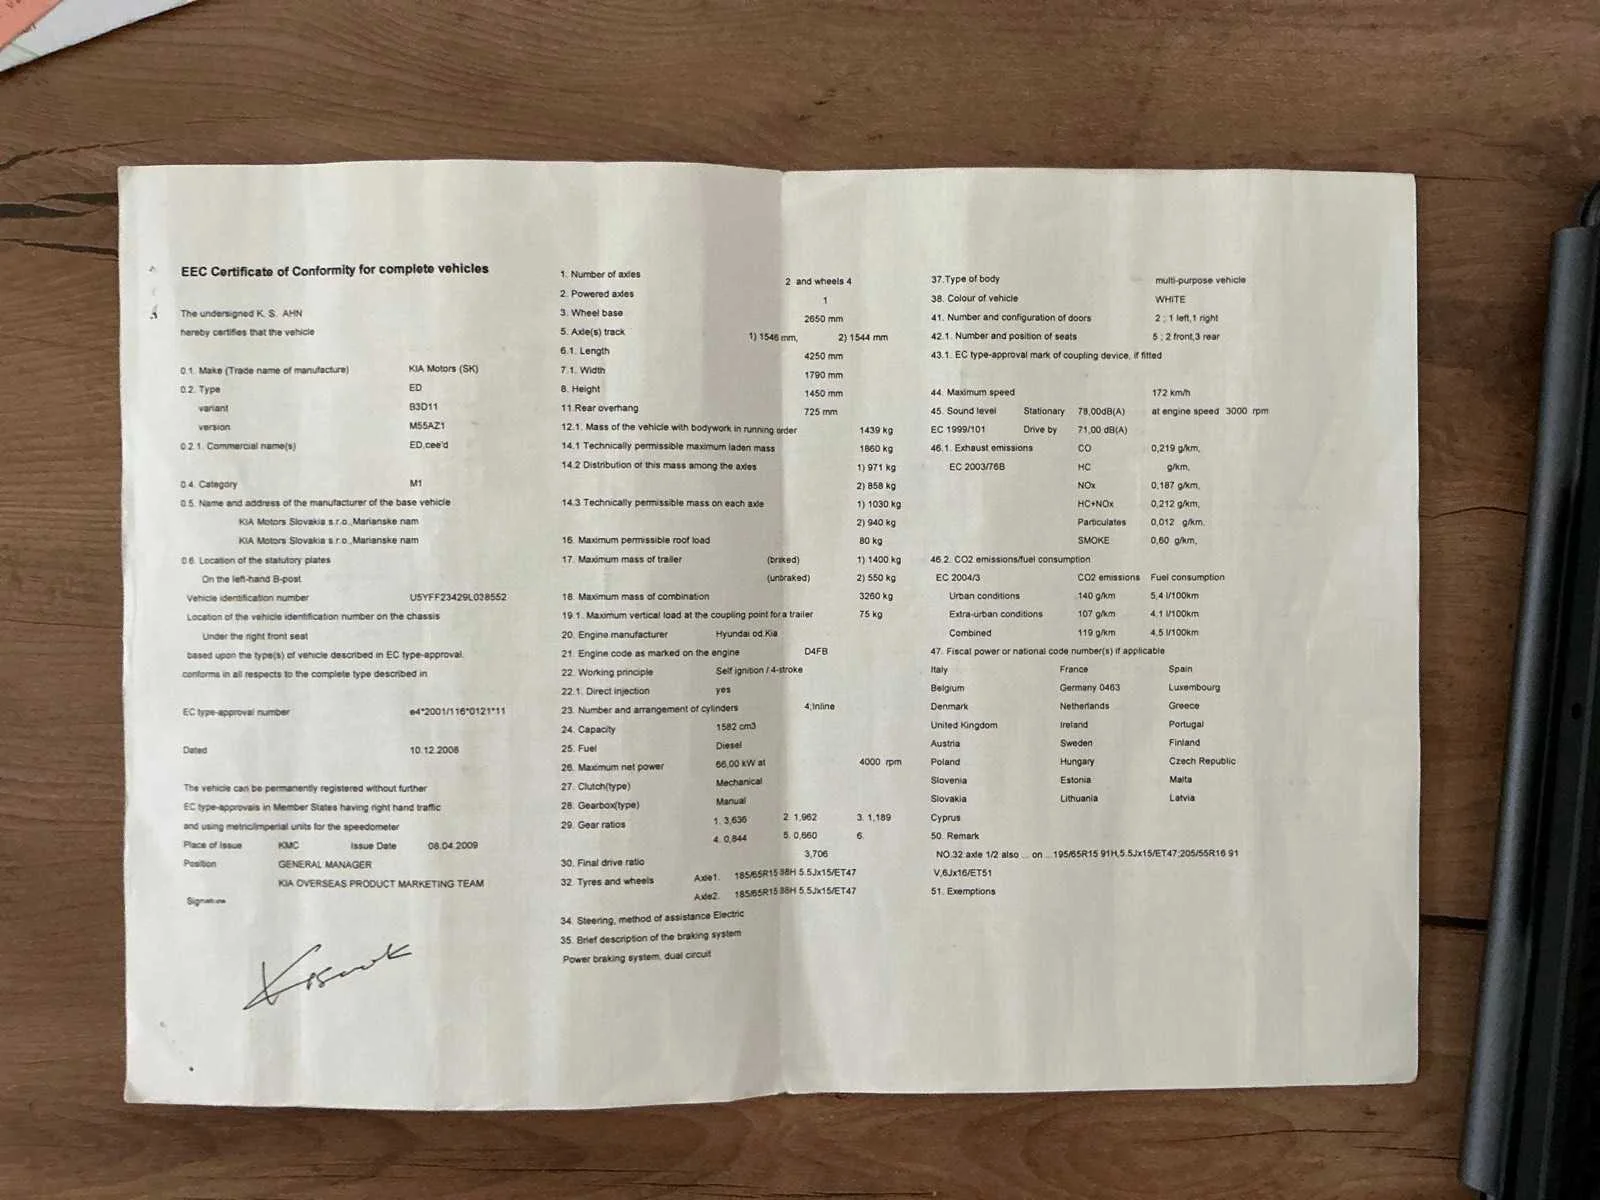 EEC Certificate of Conformity for complete vehicles
The undersigned K. S. AHN
hereby certifies that the vehicle
0.1. Make (Trade name of manufacture) KIA Motors (SK)
0.2. Type ED
variant B3D11
version M55AZ1
0.2.1. Commercial name(s) ED,cee'd
0.4. Category M1
0.5. Name and address of the manufacturer of the base vehicle
KIA Motors Slovakia s.r.o.,Marianske nam
KIA Motors Slovakia s.r.o.,Marianske nam
0.6. Location of the statutory plates
On the left-hand B-post
Vehicle identification number U5YFF23429L038552
Location of the vehicle identification number on the chassis
Under the right front seat
based upon the type(s) of vehicle described in EC type-approval.
conforms in all respects to the complete type described in
EC type-approval number e4*2001/116*0121*11
Dated 10.12.2008
The vehicle can be permanently registered without further
EC type-approvals in Member States having right hand traffic
and using metric/imperial units for the speedometer
Place of Issue KMC Issue Date 08.04.2009
Position GENERAL MANAGER
KIA OVERSEAS PRODUCT MARKETING TEAM
Signature
1. Number of axles 2 and wheels 4
2. Powered axles 1
3. Wheel base 2650 mm
5. Axle(s) track 1) 1546 mm, 2) 1544 mm
6.1. Length 4250 mm
7.1. Width 1790 mm
8. Height 1450 mm
11.Rear overhang 725 mm
12.1. Mass of the vehicle with bodywork in running order 1439 kg
14.1 Technically permissible maximum laden mass 1860 kg
14.2 Distribution of this mass among the axles 1) 971 kg
2) 858 kg
14.3 Technically permissible mass on each axle 1) 1030 kg
2) 940 kg
16. Maximum permissible roof load 80 kg
17. Maximum mass of trailer (braked) 1) 1400 kg
(unbraked) 2) 550 kg
18. Maximum mass of combination 3260 kg
19.1. Maximum vertical load at the coupling point for a trailer 75 kg
20. Engine manufacturer Hyundai od.Kia
21. Engine code as marked on the engine D4FB
22. Working principle Self ignition / 4-stroke
22.1. Direct injection yes
23. Number and arrangement of cylinders 4;Inline
24. Capacity 1582 cm3
25. Fuel Diesel
26. Maximum net power 66,00 kW at 4000 rpm
27. Clutch(type) Mechanical
28. Gearbox(type) Manual
29. Gear ratios 1. 3,636 2. 1,962 3. 1,189
4. 0,844 5. 0,660 6.
30. Final drive ratio 3,706
32. Tyres and wheels Axle1. 185/65R15 88H 5.5Jx15/ET47
Axle2. 185/65R15 88H 5.5Jx15/ET47
34. Steering, method of assistance Electric
35. Brief description of the braking system
Power braking system, dual circuit
37.Type of body multi-purpose vehicle
38. Colour of vehicle WHITE
41. Number and configuration of doors 2 ; 1 left,1 right
42.1. Number and position of seats 5 ; 2 front,3 rear
43.1. EC type-approval mark of coupling device, if fitted
44. Maximum speed 172 km/h
45. Sound level Stationary 78,00dB(A) at engine speed 3000 rpm
EC 1999/101 Drive by 71,00 dB(A)
46.1. Exhaust emissions CO 0,219 g/km,
EC 2003/76B HC g/km,
NOx 0,187 g/km,
HC+NOx 0,212 g/km,
Particulates 0,012 g/km,
SMOKE 0,60 g/km,
46.2. CO2 emissions/fuel consumption
EC 2004/3 CO2 emissions Fuel consumption
Urban conditions 140 g/km 5,4 l/100km
Extra-urban conditions 107 g/km 4,1 l/100km
Combined 119 g/km 4,5 l/100km
47. Fiscal power or national code number(s) if applicable
Italy France Spain
Belgium Germany 0463 Luxembourg
Denmark Netherlands Greece
United Kingdom Ireland Portugal
Austria Sweden Finland
Poland Hungary Czech Republic
Slovenia Estonia Malta
Slovakia Lithuania Latvia
Cyprus
50. Remark
NO.32:axle 1/2 also ... on ...195/65R15 91H,5.5Jx15/ET47;205/55R16 91
V,6Jx16/ET51
51. Exemptions